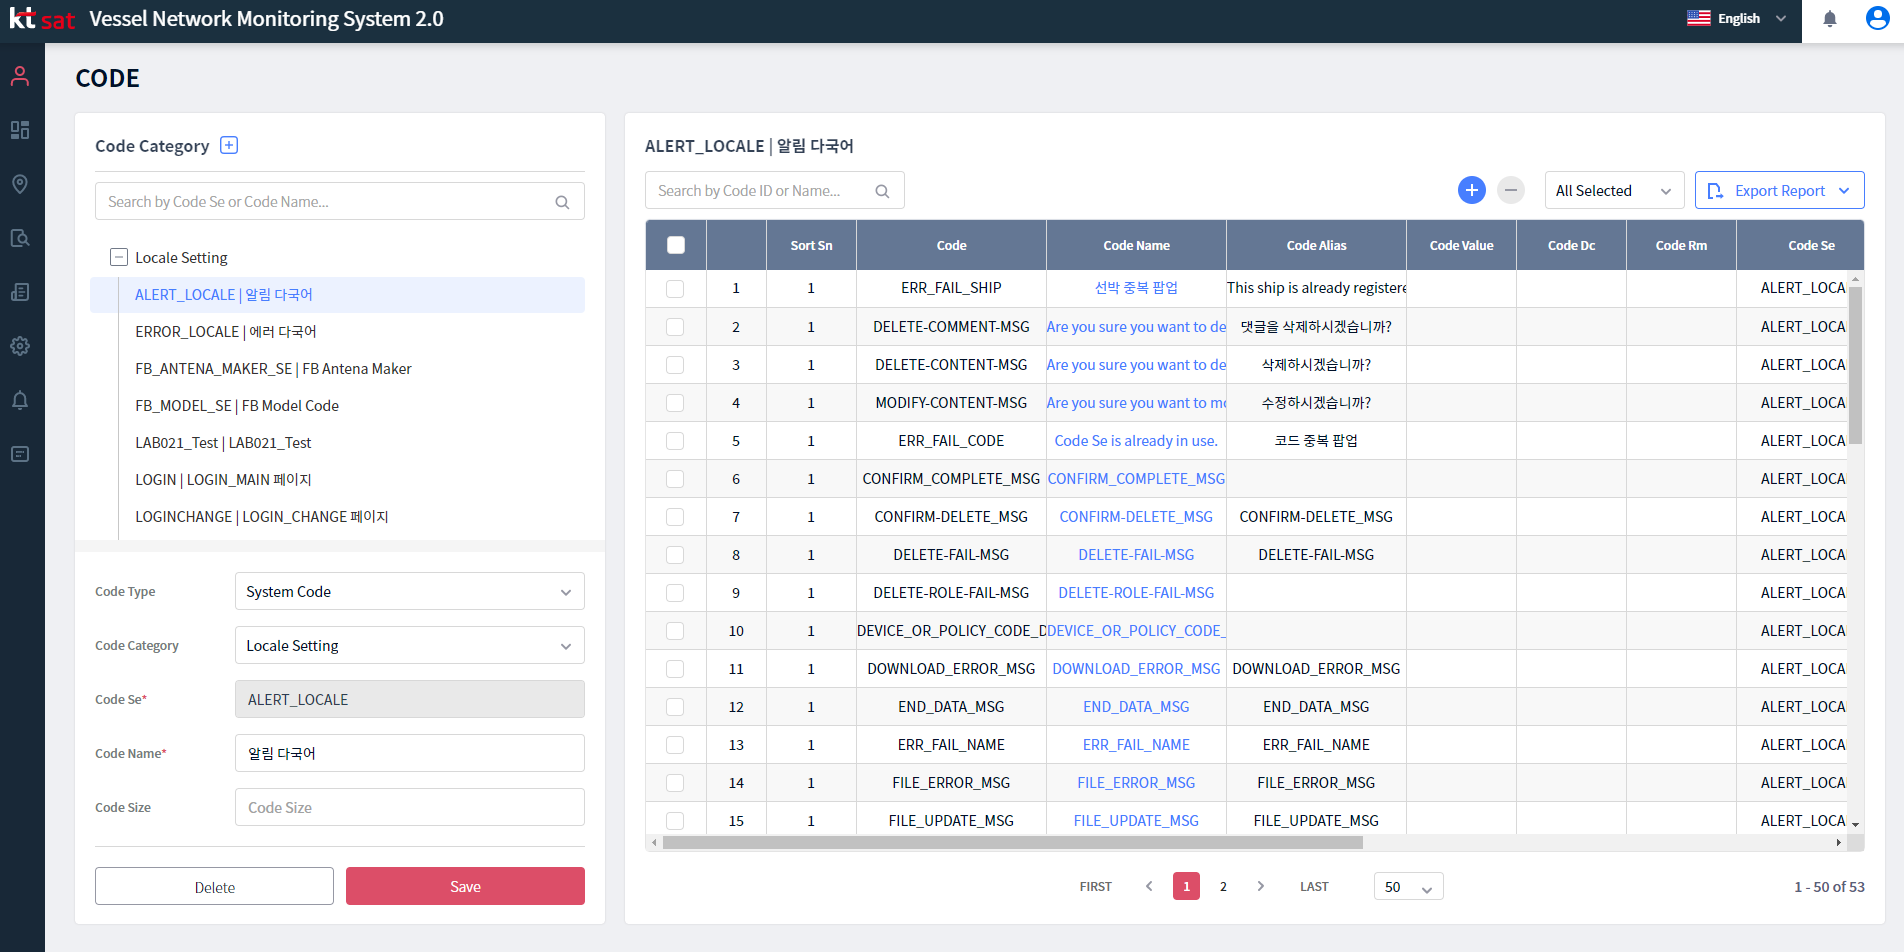 kt sat Vessel Network Monitoring System 2.0 English
CODE
Code Category
Search by Code Se or Code Name...
Locale Setting
ALERT_LOCALE | 알림 다국어
ERROR_LOCALE | 에러 다국어
FB_ANTENA_MAKER_SE | FB Antena Maker
FB_MODEL_SE | FB Model Code
LAB021_Test | LAB021_Test
LOGIN | LOGIN_MAIN 페이지
LOGINCHANGE | LOGIN_CHANGE 페이지
Code Type System Code
Code Category Locale Setting
Code Se* ALERT_LOCALE
Code Name* 알림 다국어
Code Size Code Size
Delete Save
ALERT_LOCALE | 알림 다국어
Search by Code ID or Name... All Selected Export Report
Sort Sn Code Code Name Code Alias Code Value Code Dc Code Rm Code Se
1 1 ERR_FAIL_SHIP 선박 중복 팝업 This ship is already registere ALERT_LOCA
2 1 DELETE-COMMENT-MSG Are you sure you want to de 댓글을 삭제하시겠습니까? ALERT_LOCA
3 1 DELETE-CONTENT-MSG Are you sure you want to de 삭제하시겠습니까? ALERT_LOCA
4 1 MODIFY-CONTENT-MSG Are you sure you want to mo 수정하시겠습니까? ALERT_LOCA
5 1 ERR_FAIL_CODE Code Se is already in use. 코드 중복 팝업 ALERT_LOCA
6 1 CONFIRM_COMPLETE_MSG CONFIRM_COMPLETE_MSG ALERT_LOCA
7 1 CONFIRM-DELETE_MSG CONFIRM-DELETE_MSG CONFIRM-DELETE_MSG ALERT_LOCA
8 1 DELETE-FAIL-MSG DELETE-FAIL-MSG DELETE-FAIL-MSG ALERT_LOCA
9 1 DELETE-ROLE-FAIL-MSG DELETE-ROLE-FAIL-MSG ALERT_LOCA
10 1 DEVICE_OR_POLICY_CODE_D DEVICE_OR_POLICY_CODE_ ALERT_LOCA
11 1 DOWNLOAD_ERROR_MSG DOWNLOAD_ERROR_MSG DOWNLOAD_ERROR_MSG ALERT_LOCA
12 1 END_DATA_MSG END_DATA_MSG END_DATA_MSG ALERT_LOCA
13 1 ERR_FAIL_NAME ERR_FAIL_NAME ERR_FAIL_NAME ALERT_LOCA
14 1 FILE_ERROR_MSG FILE_ERROR_MSG FILE_ERROR_MSG ALERT_LOCA
15 1 FILE_UPDATE_MSG FILE_UPDATE_MSG FILE_UPDATE_MSG ALERT_LOCA
FIRST 1 2 LAST 50 1 - 50 of 53